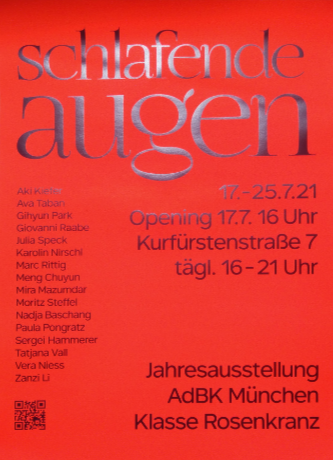 schlafende
augen
Aki
Ava Taban
Gihyun Park
Giovanni Raabe
Julia Speck
Karolin Nirschi
Marc Rittig
Meng Chuyun
Mira Mazumdar
Moritz Steffel
Nadja Baschang
Paula Pongratz
Sergei Hammerer
Tatjana Vall
Vera Niess
Zanzi Li
17.-25.7.21
Opening 17.7. 16 Uhr
Kurfürstenstraße 7
tägl. 16-21 Uhr
Jahresausstellung
AdBK München
Klasse Rosenkranz